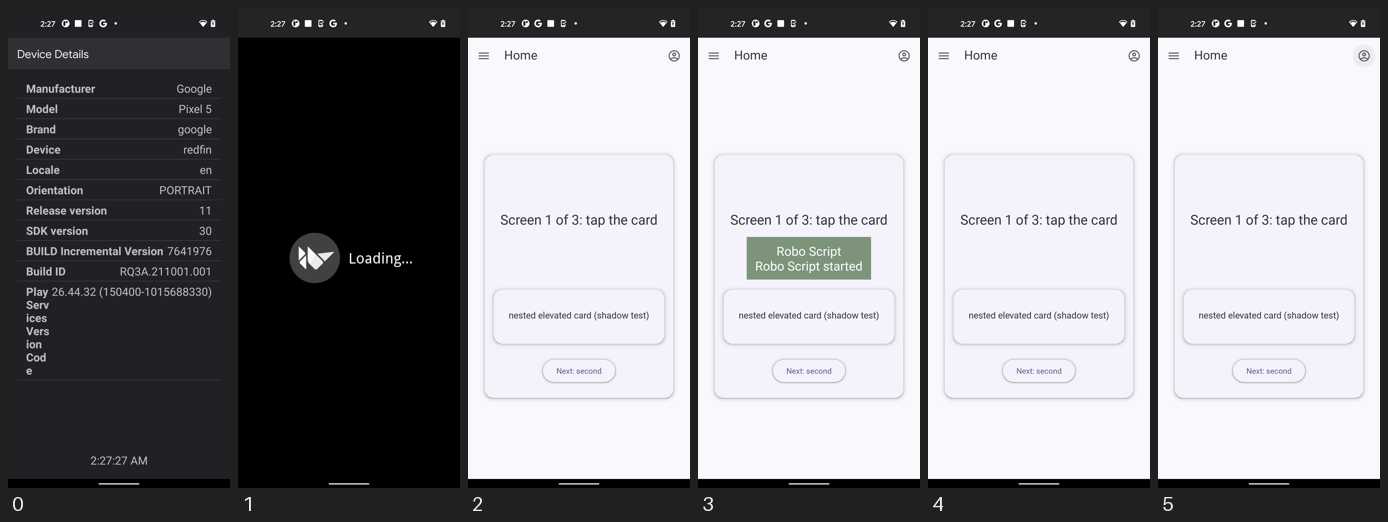 2:27
Device Details
Manufacturer Google
Model Pixel 5
Brand google
Device redfin
Locale en
Orientation PORTRAIT
Release version 11
SDK version 30
BUILD Incremental Version 7641976
Build ID RQ3A.211001.001
Play 26.44.32 (150400-1015688330)
Serv
ices
Vers
ion
Cod
e
2:27:27 AM
0
2:27
Loading...
1
2:27
Home
Screen 1 of 3: tap the card
nested elevated card (shadow test)
Next: second
2
2:27
Home
Screen 1 of 3: tap the card
Robo Script
Robo Script started
nested elevated card (shadow test)
Next: second
3
2:27
Home
Screen 1 of 3: tap the card
nested elevated card (shadow test)
Next: second
4
2:27
Home
Screen 1 of 3: tap the card
nested elevated card (shadow test)
Next: second
5